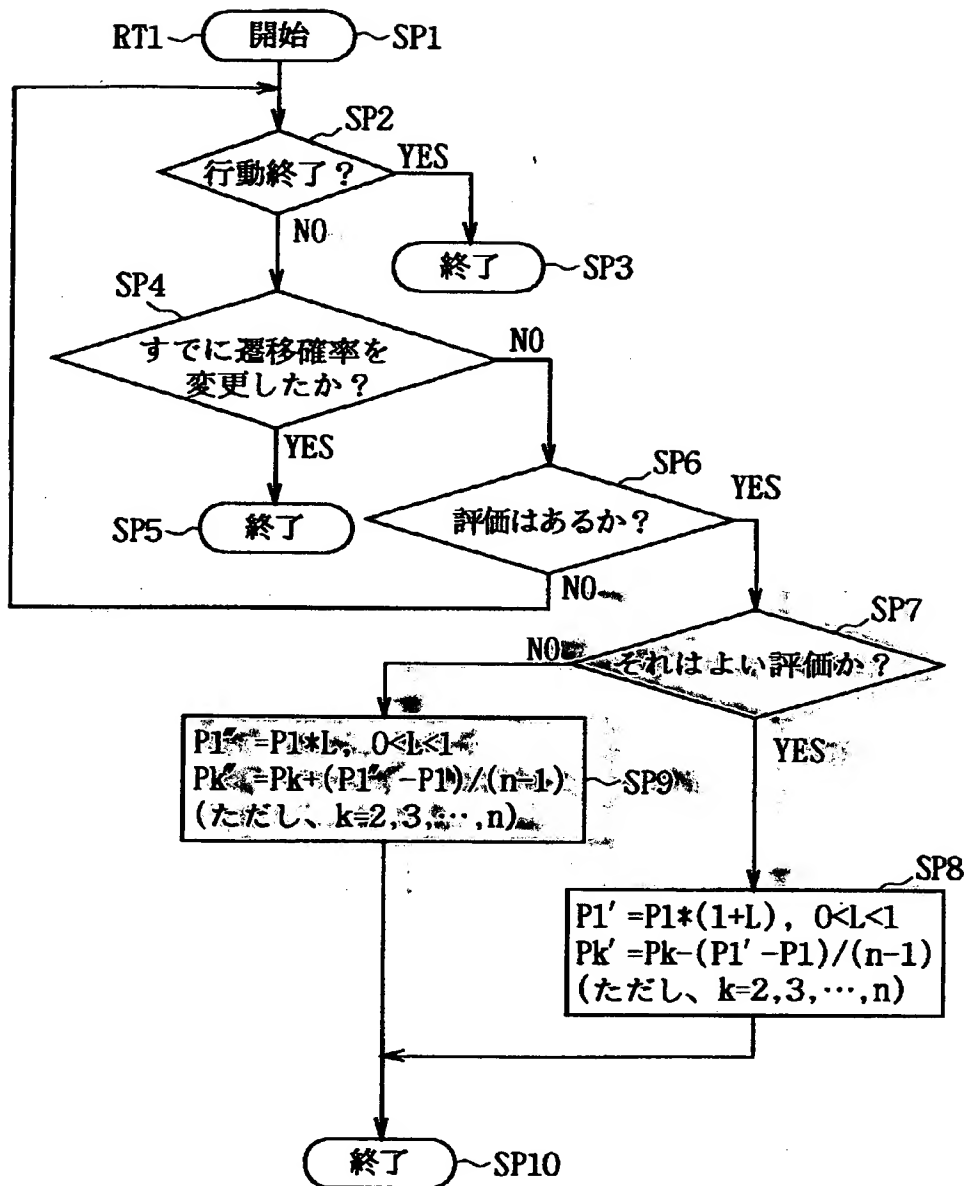 RT1
開始
SP1
SP2
行動終了?
YES
NO
終了
SP3
SP4
すでに遷移確率を
変更したか?
NO
YES
SP5
終了
SP6
評価はあるか?
YES
NO
SP7
それはよい評価か?
NO
YES
P1"=P1*L, 0<L<1
Pk"=Pk+(P1"-P1)/(n-1)
(ただし、k=2,3,…,n)
SP9
SP8
P1'=P1*(1+L), 0<L<1
Pk'=Pk-(P1'-P1)/(n-1)
(ただし、k=2,3,…,n)
終了
SP10